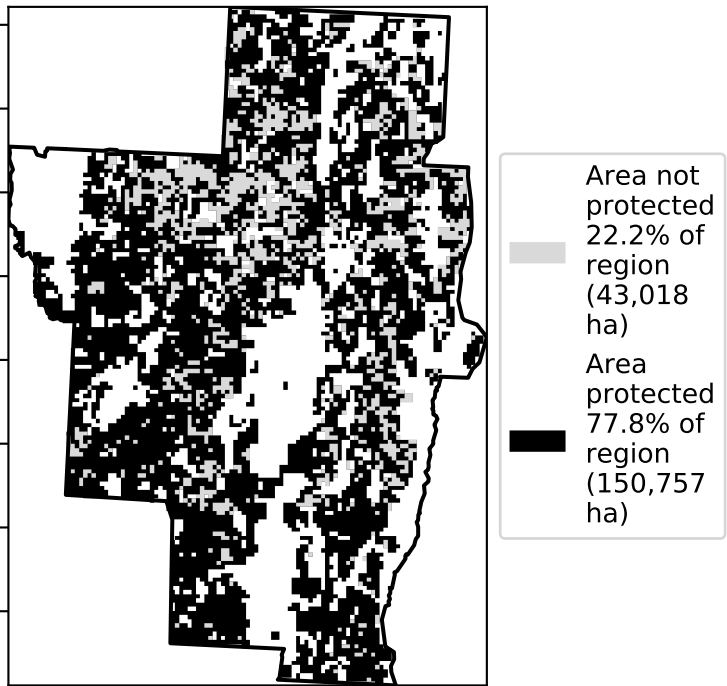 Area not
protected
22.2% of
region
(43,018
ha)
Area
protected
77.8% of
region
(150,757
ha)